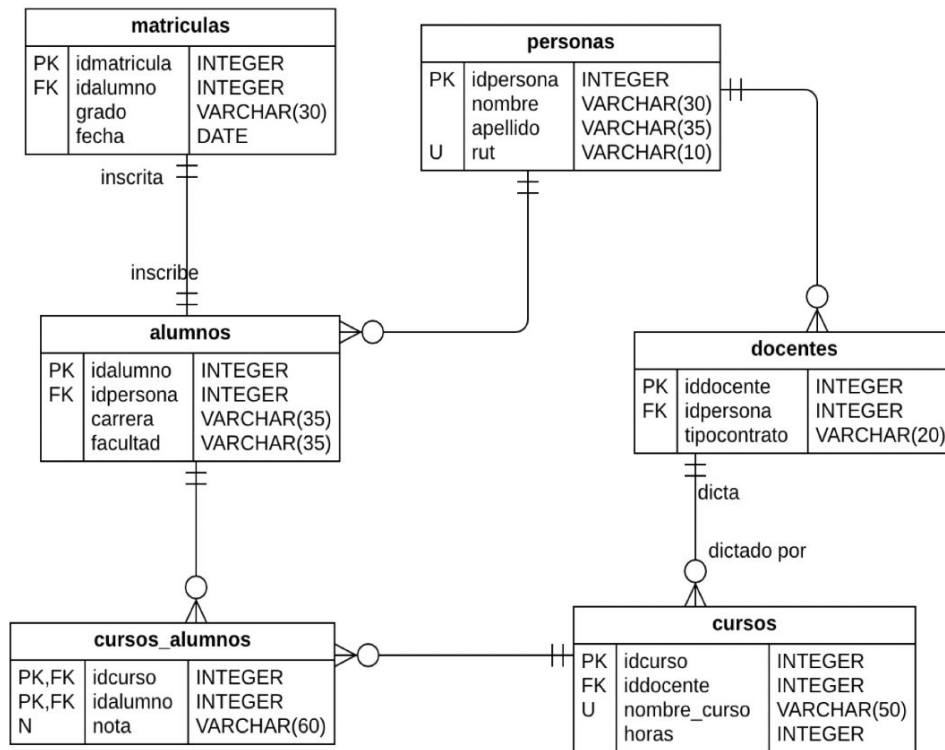 matriculas
PK idmatricula INTEGER
FK idalumno INTEGER
grado VARCHAR(30)
fecha DATE
personas
PK idpersona INTEGER
nombre VARCHAR(30)
apellido VARCHAR(35)
U rut VARCHAR(10)
inscrita
inscribe
alumnos
PK idalumno INTEGER
FK idpersona INTEGER
carrera VARCHAR(35)
facultad VARCHAR(35)
docentes
PK iddocente INTEGER
FK idpersona INTEGER
tipocontrato VARCHAR(20)
dicta
dictado por
cursos_alumnos
PK,FK idcurso INTEGER
PK,FK idalumno INTEGER
N nota VARCHAR(60)
cursos
PK idcurso INTEGER
FK iddocente INTEGER
U nombre_curso VARCHAR(50)
horas INTEGER